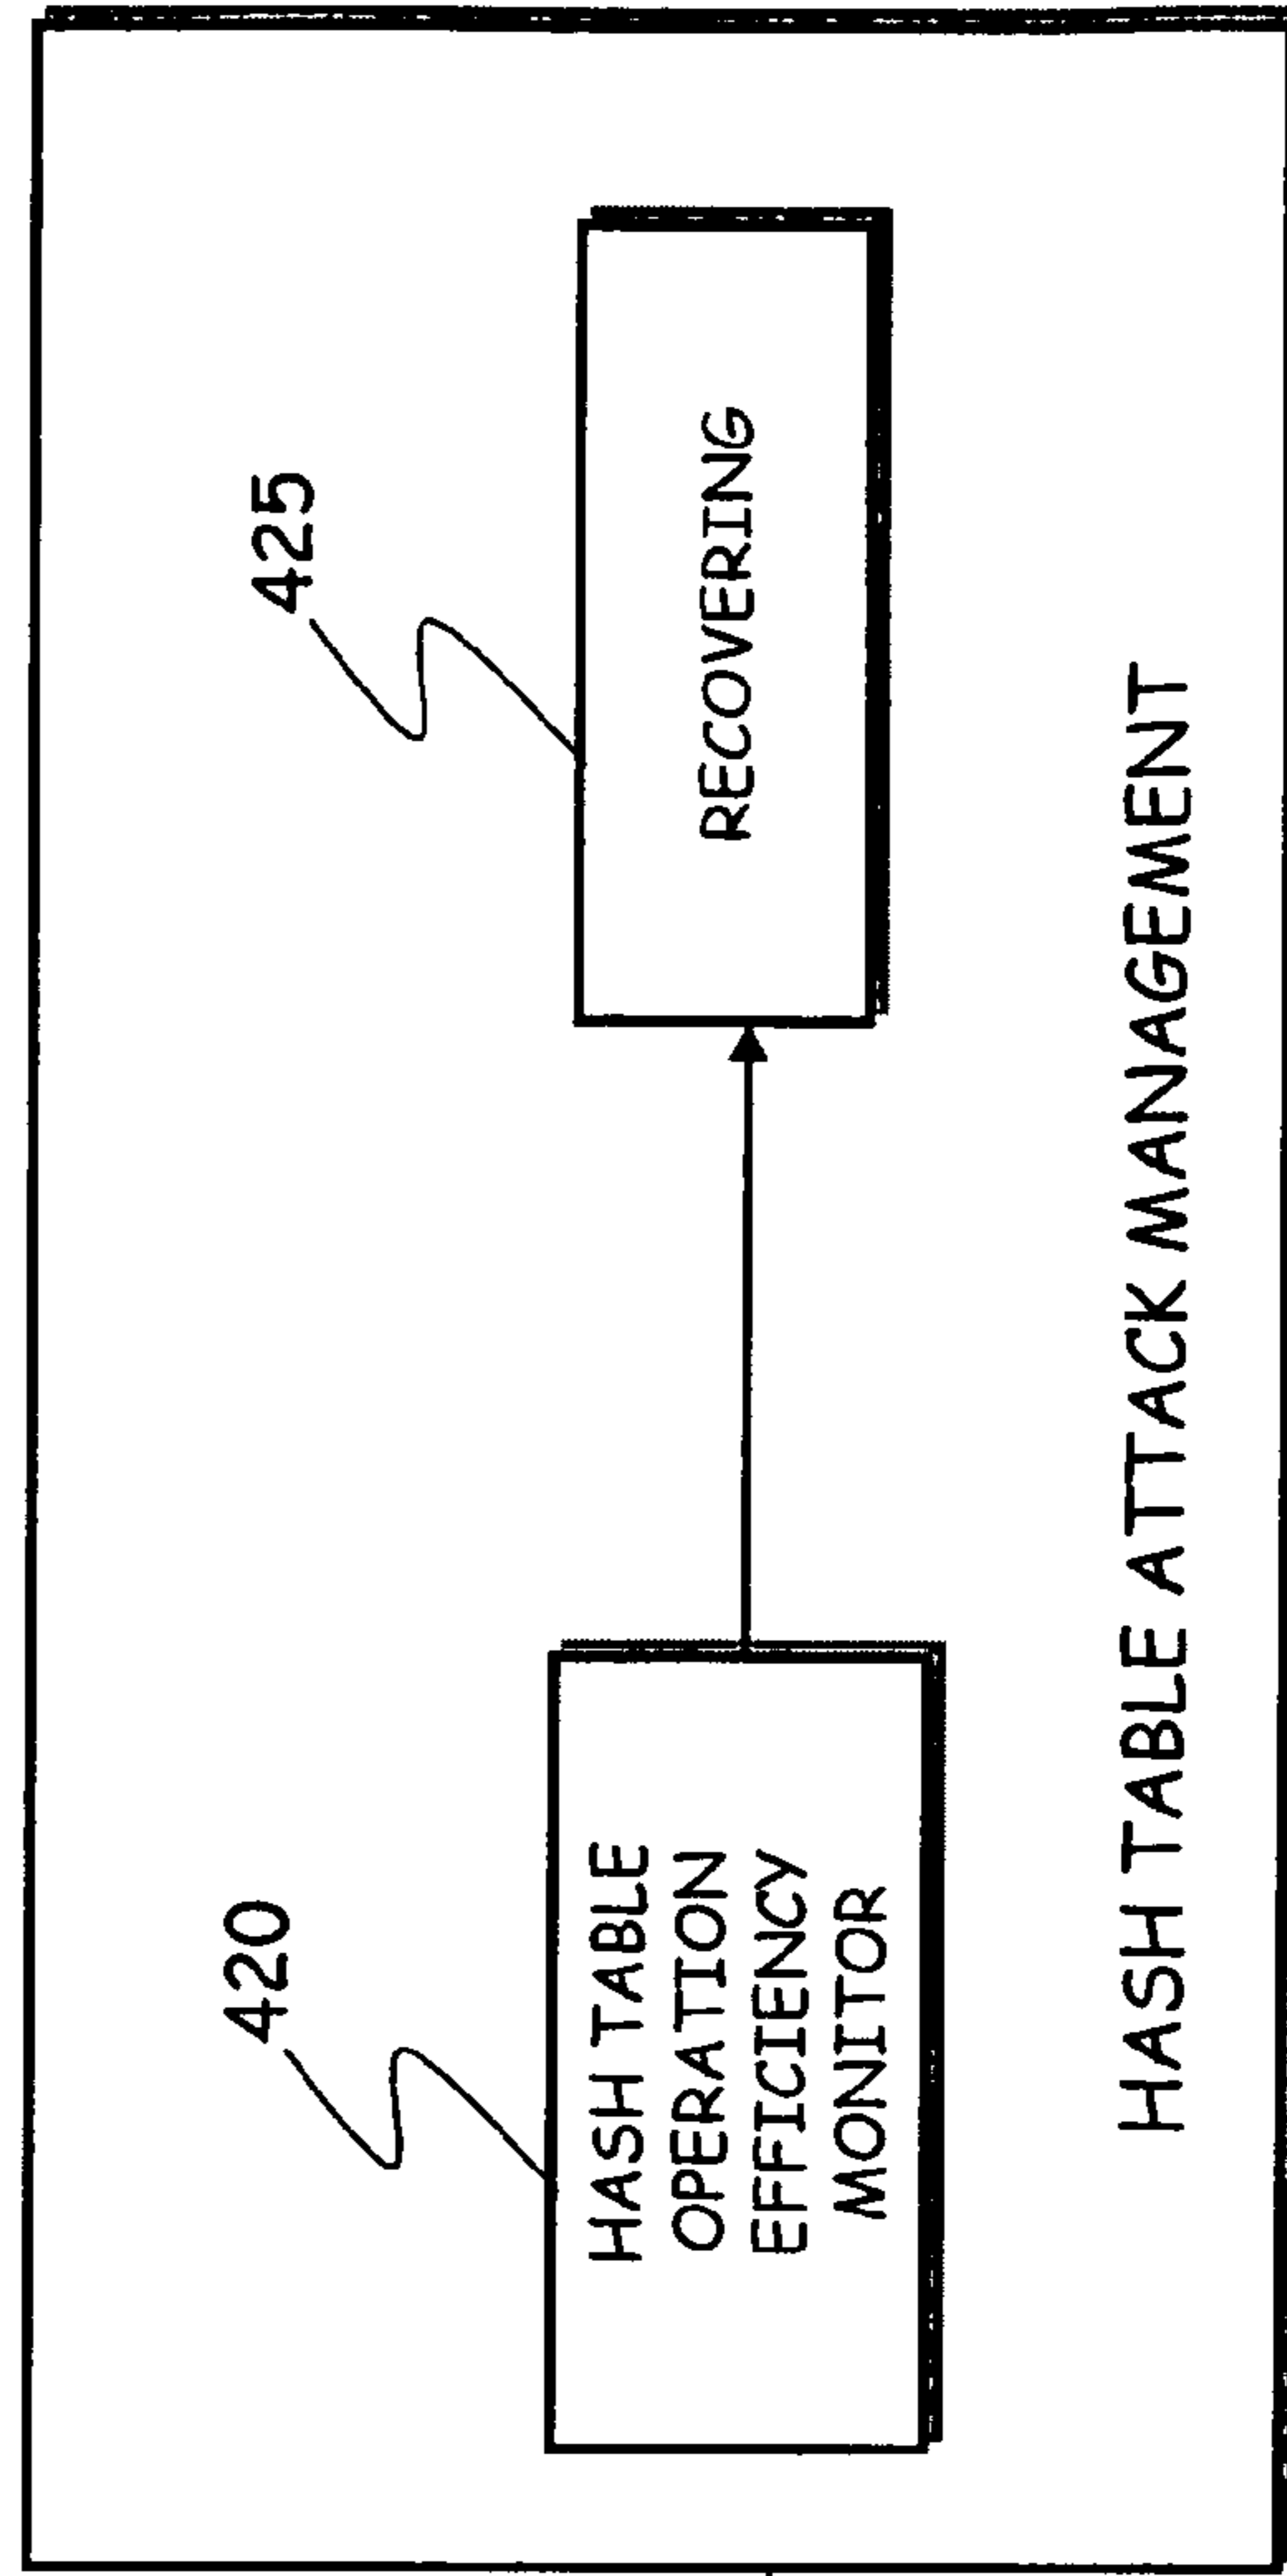 420
HASH TABLE
OPERATION
EFFICIENCY
MONITOR
425
RECOVERING
HASH TABLE ATTACK MANAGEMENT